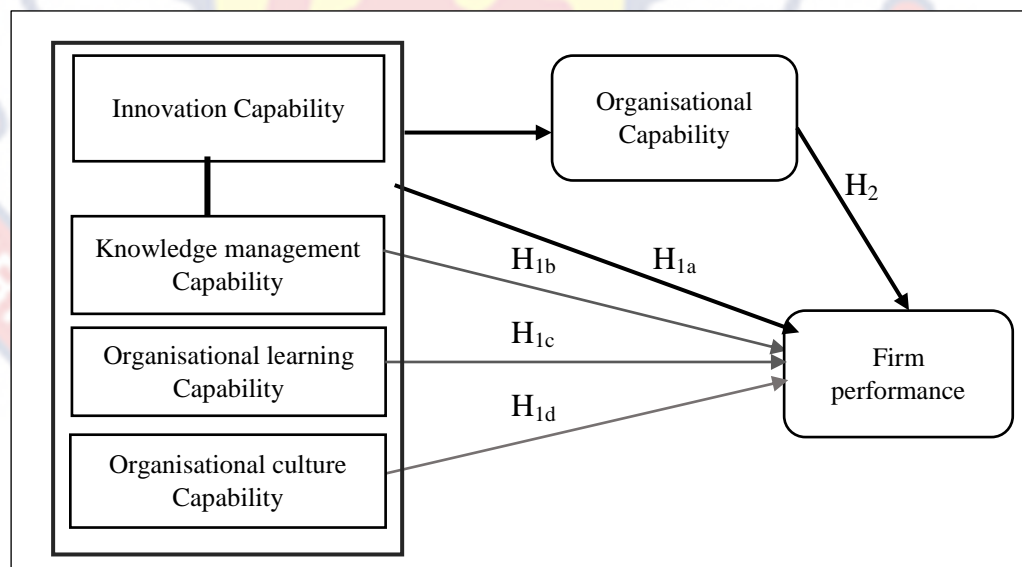 Innovation Capability
Organisational
Capability
H2
Knowledge management
Capability
H1b
H1a
Organisational learning
Capability
H1c
Firm
performance
H1d
Organisational culture
Capability